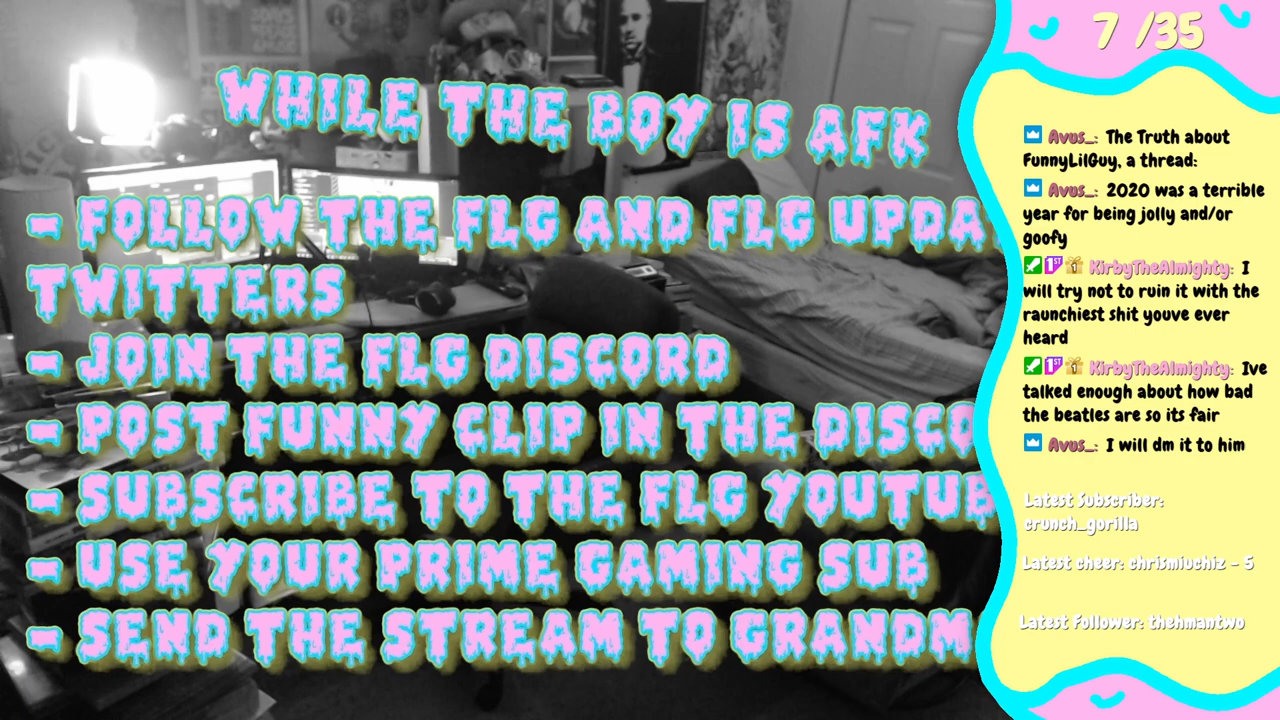 WHILE THE BOY IS AFK
- FOLLOW THE FLG AND FLG UPDA
TWITTERS
- JOIN THE FLG DISCORD
- POST FUNNY CLIP IN THE DISCO
- SUBSCRIBE TO THE FLG YOUTUB
- USE YOUR PRIME GAMING SUB
- SEND THE STREAM TO GRANDM
7 /35
Avus_: The Truth about
FunnyLilGuy, a thread:
Avus_: 2020 was a terrible
year for being jolly and/or
goofy
1ST 1 KirbyTheAlmighty: I
will try not to ruin it with the
raunchiest shit youve ever
heard
1ST 1 KirbyTheAlmighty: Ive
talked enough about how bad
the beatles are so its fair
Avus_: I will dm it to him
Latest Subscriber:
crunch_gorilla
Latest cheer: chrismiuchiz - 5
Latest Follower: thehmantwo